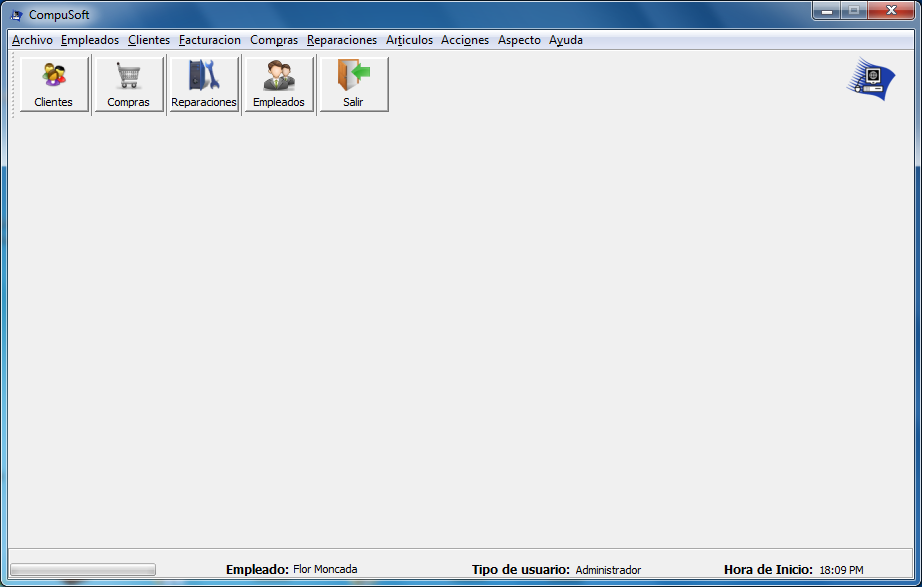 CompuSoft
Archivo Empleados Clientes Facturacion Compras Reparaciones Articulos Acciones Aspecto Ayuda
Clientes Compras Reparaciones Empleados Salir
Empleado: Flor Moncada Tipo de usuario: Administrador Hora de Inicio: 18:09 PM